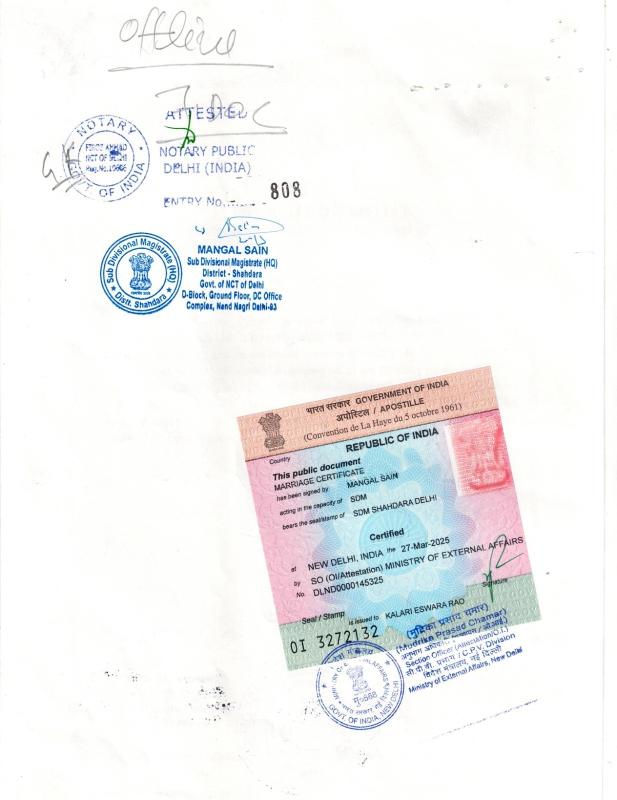 Offline
7 DOC
ATTESTED
NOTARY
GOVT. OF INDIA
NCT OF DELHI
NOTARY PUBLIC
DELHI (INDIA)
ENTRY No.
808
Sub Divisional Magistrate (HQ)
Distt. Shahdara
MANGAL SAIN
Sub Divisional Magistrate (HQ)
District - Shahdara
Govt. of NCT of Delhi
D-Block, Ground Floor, DC Office
Complex, Nand Nagri Delhi-93
भारत सरकार GOVERNMENT OF INDIA
अपोस्टिल / APOSTILLE
(Convention de La Haye du 5 octobre 1961)
REPUBLIC OF INDIA
Country
This public document
MARRIAGE CERTIFICATE
has been signed by MANGAL SAIN
acting in the capacity of SDM
bears the seal/stamp of SDM SHAHDARA DELHI
Certified
at NEW DELHI, INDIA the 27-Mar-2025
by SO (OI/Attestation) MINISTRY OF EXTERNAL AFFAIRS
No. DLND0000145325
Signature
Seal / Stamp
is issued to KALARI ESWARA RAO
OI 3272132
(मुद्रिका प्रसाद चमार)
(Mudrika Prasad Chamar)
Section Officer (Attestation/O.I.)
सी.पी.वी. प्रभाग / C.P.V. Division
विदेश मंत्रालय, नई दिल्ली
Ministry of External Affairs, New Delhi
GOVT. OF INDIA, NEW DELHI